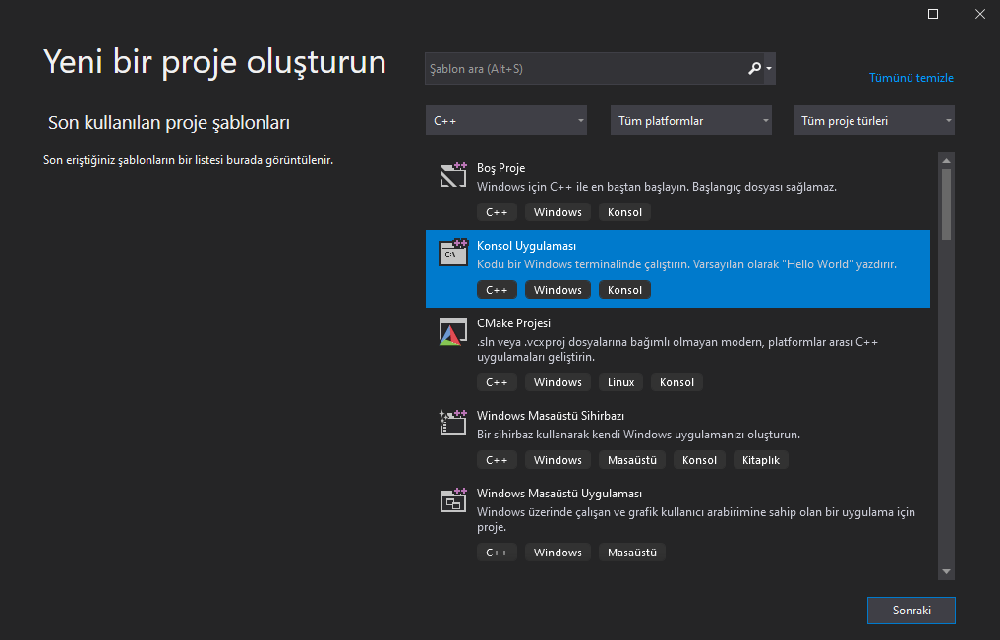 Yeni bir proje oluşturun
Şablon ara (Alt+S)
Tümünü temizle
Son kullanılan proje şablonları
Son eriştiğiniz şablonların bir listesi burada görüntülenir.
C++
Tüm platformlar
Tüm proje türleri
Boş Proje
Windows için C++ ile en baştan başlayın. Başlangıç dosyası sağlamaz.
C++ Windows Konsol
C:\
Konsol Uygulaması
Kodu bir Windows terminalinde çalıştırın. Varsayılan olarak "Hello World" yazdırır.
C++ Windows Konsol
CMake Projesi
.sln veya .vcxproj dosyalarına bağımlı olmayan modern, platformlar arası C++
uygulamaları geliştirin.
C++ Windows Linux Konsol
Windows Masaüstü Sihirbazı
Bir sihirbaz kullanarak kendi Windows uygulamanızı oluşturun.
C++ Windows Masaüstü Konsol Kitaplık
Windows Masaüstü Uygulaması
Windows üzerinde çalışan ve grafik kullanıcı arabirimine sahip olan bir uygulama için
proje.
C++ Windows Masaüstü
Sonraki